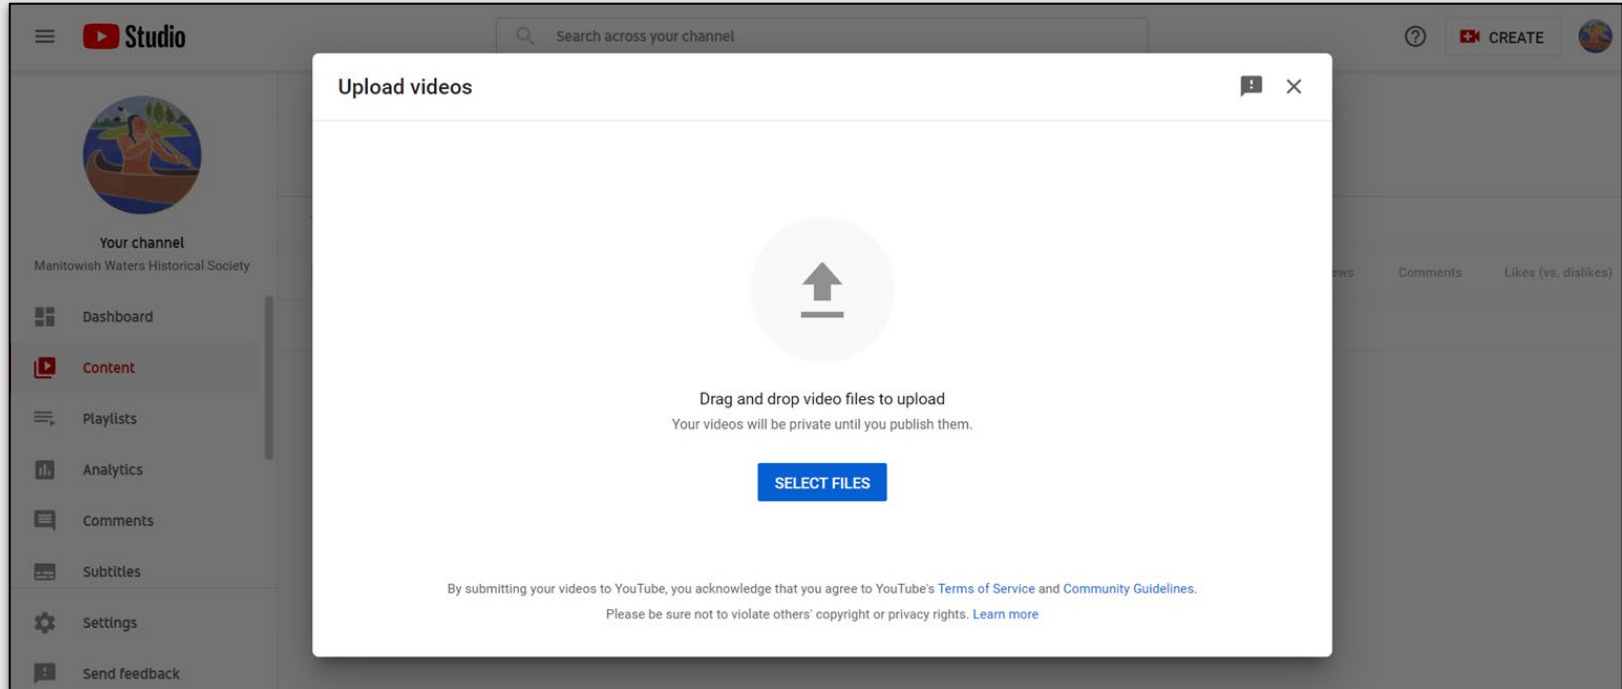 Studio
Search across your channel
CREATE
Upload videos
Your channel
Manitowish Waters Historical Society
Dashboard
Content
Playlists
Analytics
Comments
Subtitles
Settings
Send feedback
Drag and drop video files to upload
Your videos will be private until you publish them.
SELECT FILES
By submitting your videos to YouTube, you acknowledge that you agree to YouTube's Terms of Service and Community Guidelines.
Please be sure not to violate others' copyright or privacy rights. Learn more
Comments Likes (vs. dislikes)